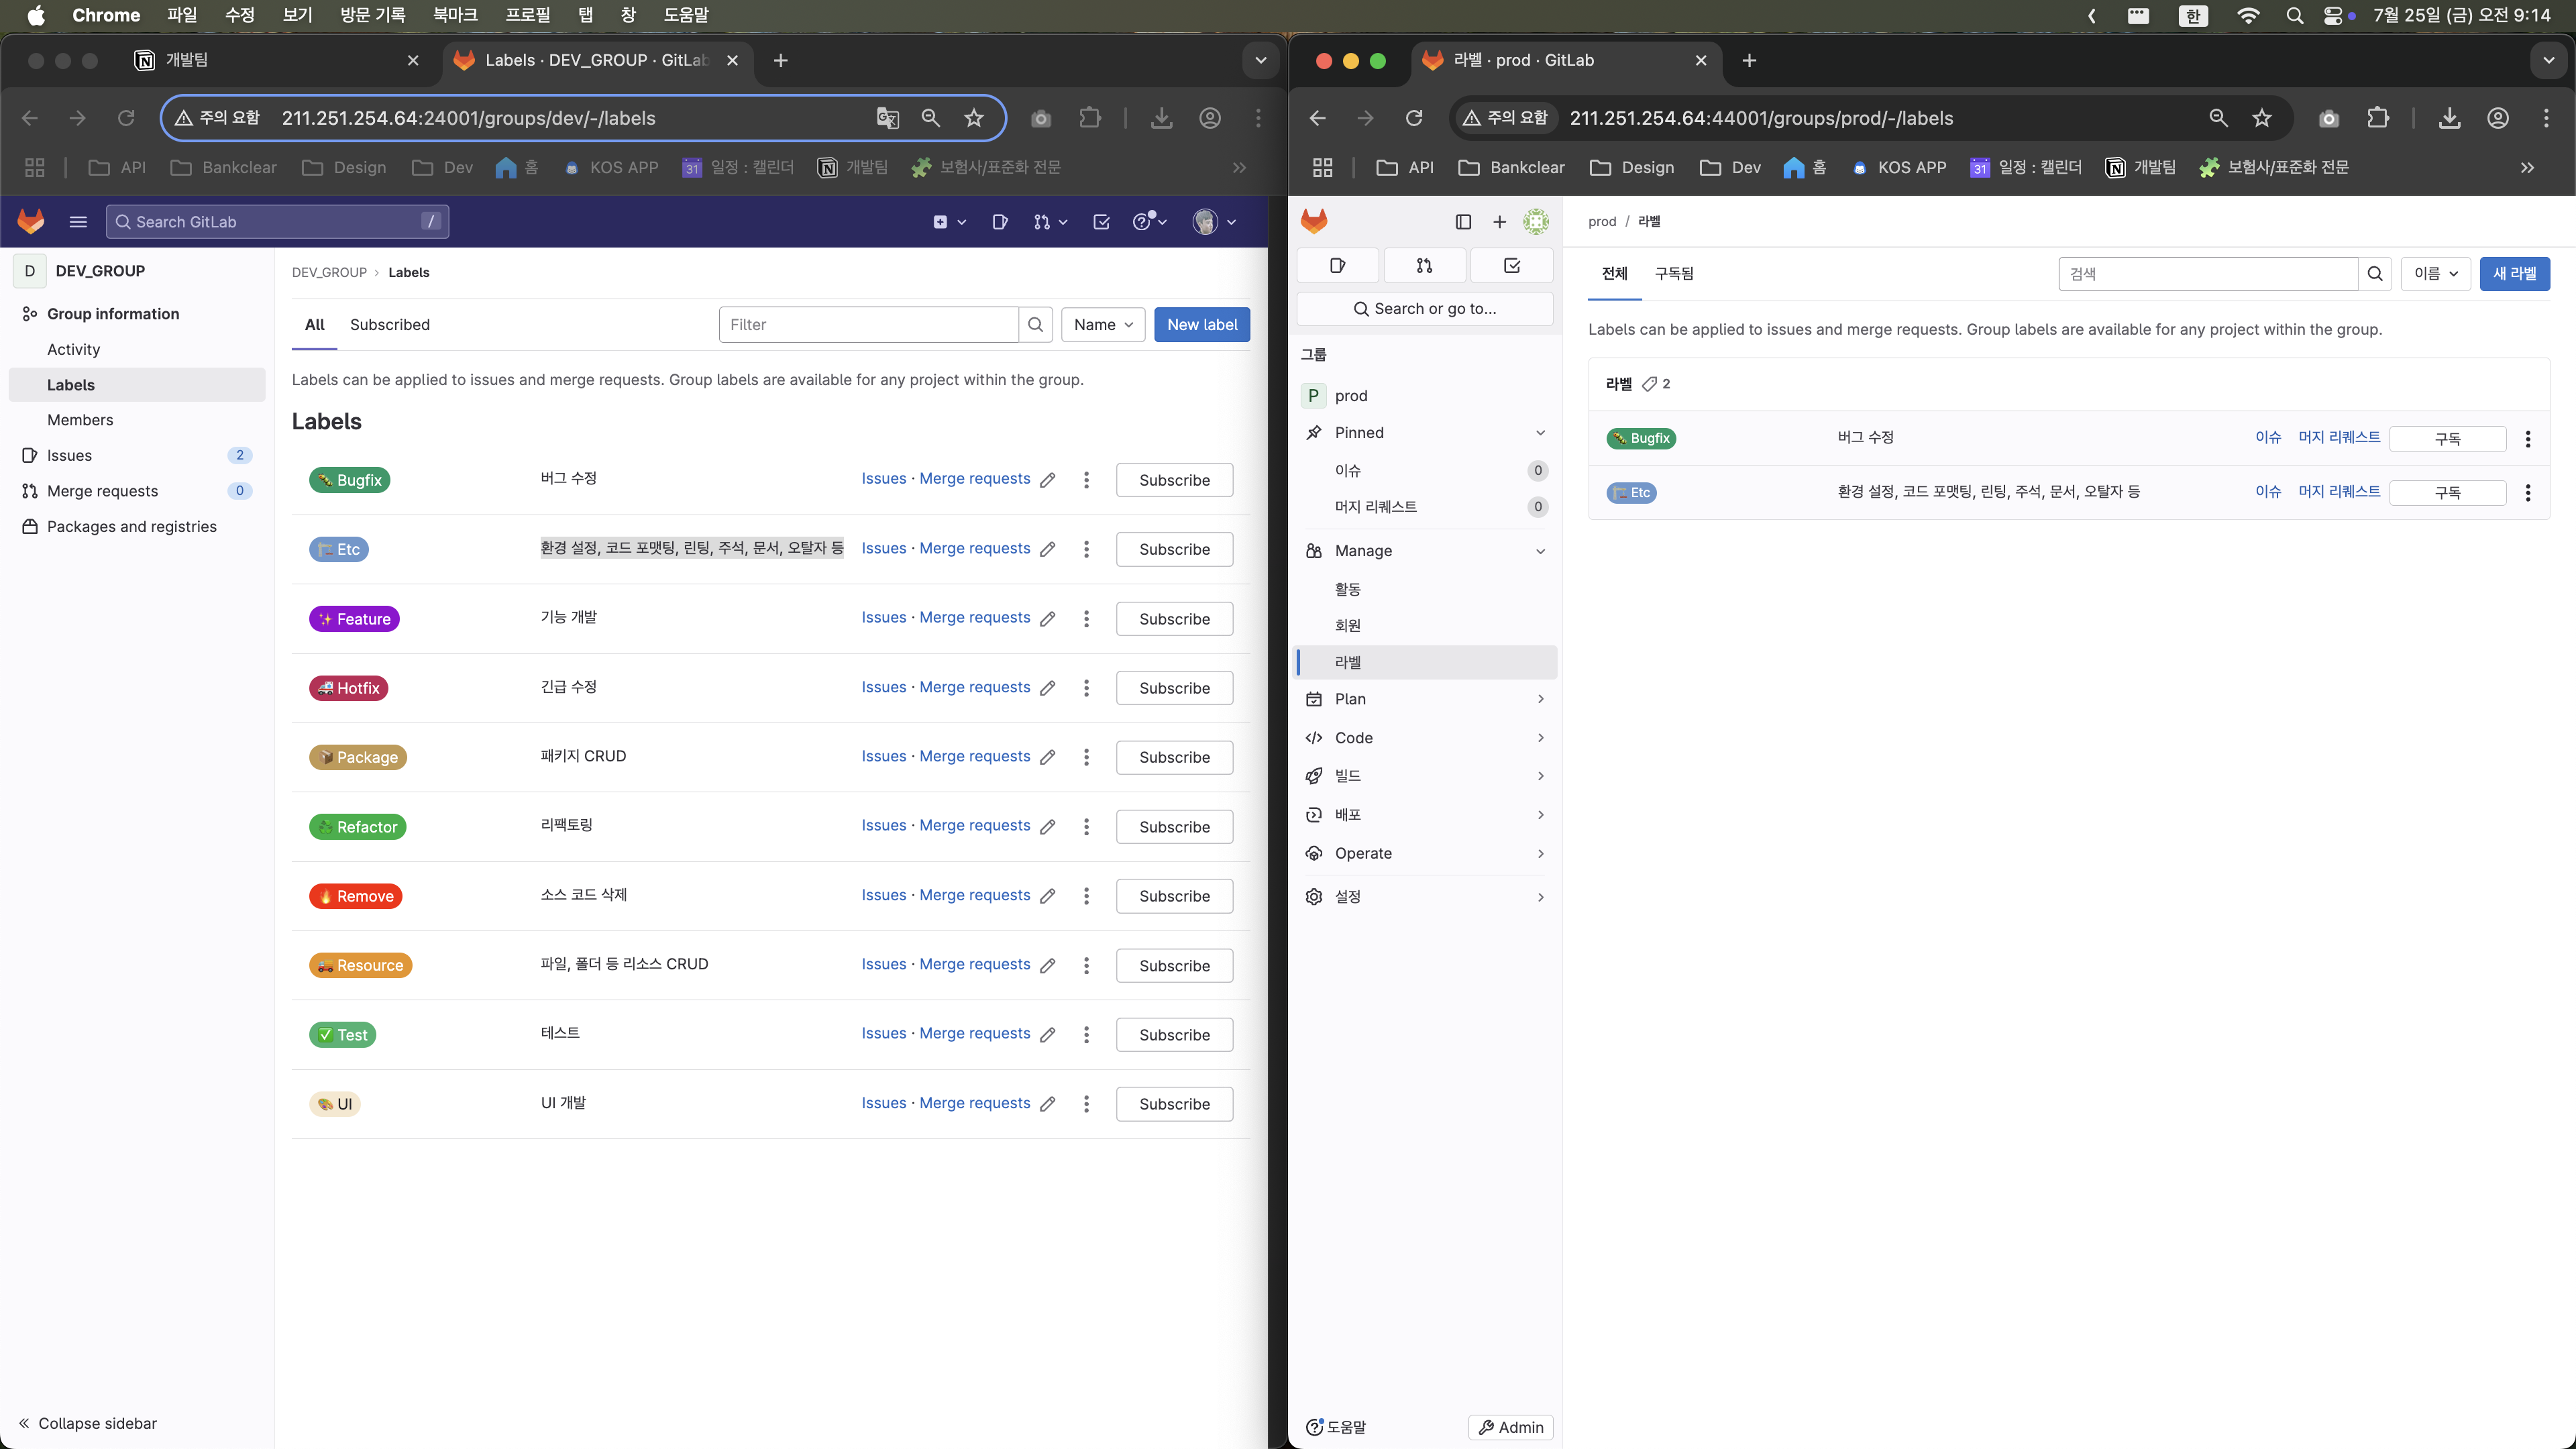 Chrome 파일 수정 보기 방문 기록 북마크 프로필 탭 창 도움말
한 7월 25일 (금) 오전 9:14
개발팀
Labels · DEV_GROUP · GitLab
주의 요함 211.251.254.64:24001/groups/dev/-/labels
API Bankclear Design Dev 홈 KOS APP 31 일정 : 캘린더 개발팀 보험사/표준화 전문
Search GitLab /
D DEV_GROUP
Group information
Activity
Labels
Members
Issues 2
Merge requests 0
Packages and registries
Collapse sidebar
DEV_GROUP Labels
All Subscribed Filter Name New label
Labels can be applied to issues and merge requests. Group labels are available for any project within the group.
Labels
Bugfix 버그 수정 Issues · Merge requests Subscribe
Etc 환경 설정, 코드 포맷팅, 린팅, 주석, 문서, 오탈자 등 Issues · Merge requests Subscribe
Feature 기능 개발 Issues · Merge requests Subscribe
Hotfix 긴급 수정 Issues · Merge requests Subscribe
Package 패키지 CRUD Issues · Merge requests Subscribe
Refactor 리팩토링 Issues · Merge requests Subscribe
Remove 소스 코드 삭제 Issues · Merge requests Subscribe
Resource 파일, 폴더 등 리소스 CRUD Issues · Merge requests Subscribe
Test 테스트 Issues · Merge requests Subscribe
UI UI 개발 Issues · Merge requests Subscribe
라벨 · prod · GitLab
주의 요함 211.251.254.64:44001/groups/prod/-/labels
API Bankclear Design Dev 홈 KOS APP 31 일정 : 캘린더 개발팀 보험사/표준화 전문
Search or go to...
그룹
P prod
Pinned
이슈 0
머지 리퀘스트 0
Manage
활동
회원
라벨
Plan
Code
빌드
배포
Operate
설정
도움말 Admin
prod / 라벨
전체 구독됨 검색 이름 새 라벨
Labels can be applied to issues and merge requests. Group labels are available for any project within the group.
라벨 2
Bugfix 버그 수정 이슈 머지 리퀘스트 구독
Etc 환경 설정, 코드 포맷팅, 린팅, 주석, 문서, 오탈자 등 이슈 머지 리퀘스트 구독